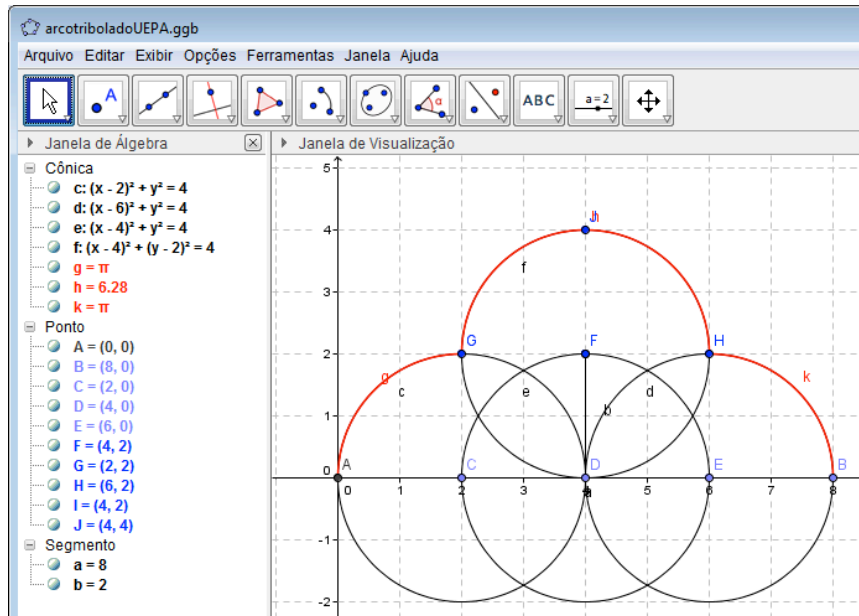 arcotriboladoUEPA.ggb
Arquivo Editar Exibir Opções Ferramentas Janela Ajuda
A
α
ABC
a=2
Janela de Álgebra
Cônica
c: (x - 2)² + y² = 4
d: (x - 6)² + y² = 4
e: (x - 4)² + y² = 4
f: (x - 4)² + (y - 2)² = 4
g = π
h = 6.28
k = π
Ponto
A = (0, 0)
B = (8, 0)
C = (2, 0)
D = (4, 0)
E = (6, 0)
F = (4, 2)
G = (2, 2)
H = (6, 2)
I = (4, 2)
J = (4, 4)
Segmento
a = 8
b = 2
Janela de Visualização
5
4
h
f
3
2
G
F
H
g
c
e
d
k
1
b
0
A
C
D
E
B
0 1 2 3 5 6 7 8
-1
-2